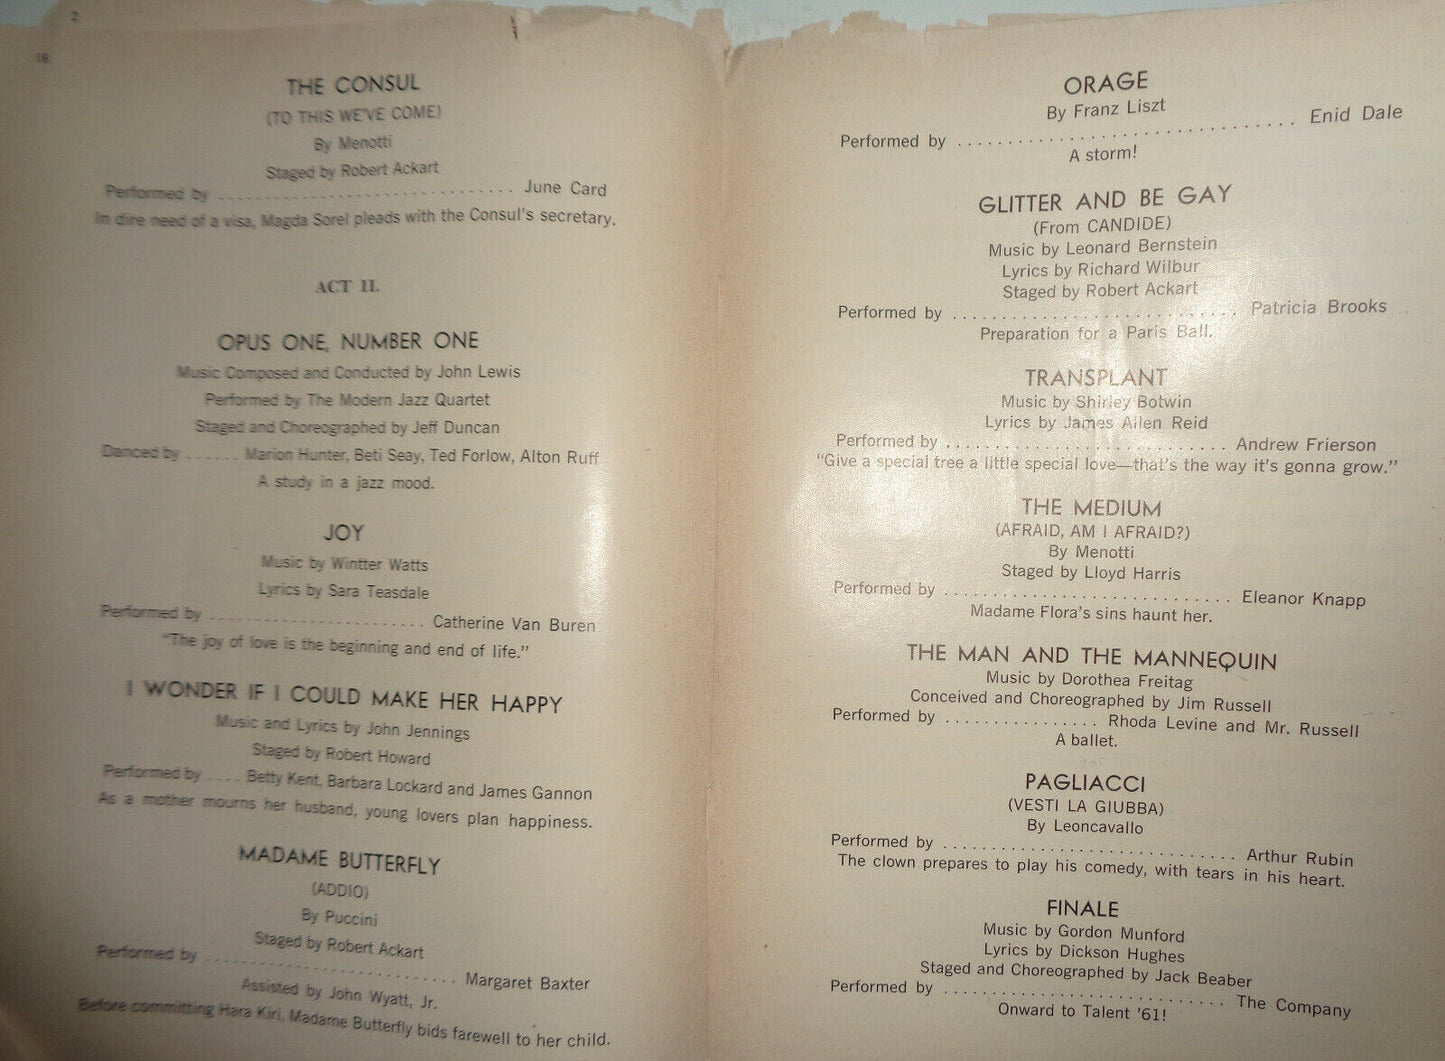 2
18
THE CONSUL
(TO THIS WE'VE COME)
By Menotti
Staged by Robert Ackart
Performed by .................................. June Card
In dire need of a visa, Magda Sorel pleads with the Consul's secretary.
ACT II.
OPUS ONE, NUMBER ONE
Music Composed and Conducted by John Lewis
Performed by The Modern Jazz Quartet
Staged and Choreographed by Jeff Duncan
Danced by ...... Marion Hunter, Beti Seay, Ted Forlow, Alton Ruff
A study in a jazz mood.
JOY
Music by Wintter Watts
Lyrics by Sara Teasdale
Performed by ........................ Catherine Van Buren
"The joy of love is the beginning and end of life."
I WONDER IF I COULD MAKE HER HAPPY
Music and Lyrics by John Jennings
Staged by Robert Howard
Performed by .... Betty Kent, Barbara Lockard and James Gannon
As a mother mourns her husband, young lovers plan happiness.
MADAME BUTTERFLY
(ADDIO)
By Puccini
Staged by Robert Ackart
Performed by ............................ Margaret Baxter
Assisted by John Wyatt, Jr.
Before committing Hara Kiri, Madame Butterfly bids farewell to her child.
ORAGE
By Franz Liszt
Performed by .................................. Enid Dale
A storm!
GLITTER AND BE GAY
(From CANDIDE)
Music by Leonard Bernstein
Lyrics by Richard Wilbur
Staged by Robert Ackart
Performed by ............................. Patricia Brooks
Preparation for a Paris Ball.
TRANSPLANT
Music by Shirley Botwin
Lyrics by James Allen Reid
Performed by ............................ Andrew Frierson
"Give a special tree a little special love—that's the way it's gonna grow."
THE MEDIUM
(AFRAID, AM I AFRAID?)
By Menotti
Staged by Lloyd Harris
Performed by ............................. Eleanor Knapp
Madame Flora's sins haunt her.
THE MAN AND THE MANNEQUIN
Music by Dorothea Freitag
Conceived and Choreographed by Jim Russell
Performed by ................ Rhoda Levine and Mr. Russell
A ballet.
PAGLIACCI
(VESTI LA GIUBBA)
By Leoncavallo
Performed by .............................. Arthur Rubin
The clown prepares to play his comedy, with tears in his heart.
FINALE
Music by Gordon Munford
Lyrics by Dickson Hughes
Staged and Choreographed by Jack Beaber
Performed by ............................. The Company
Onward to Talent '61!